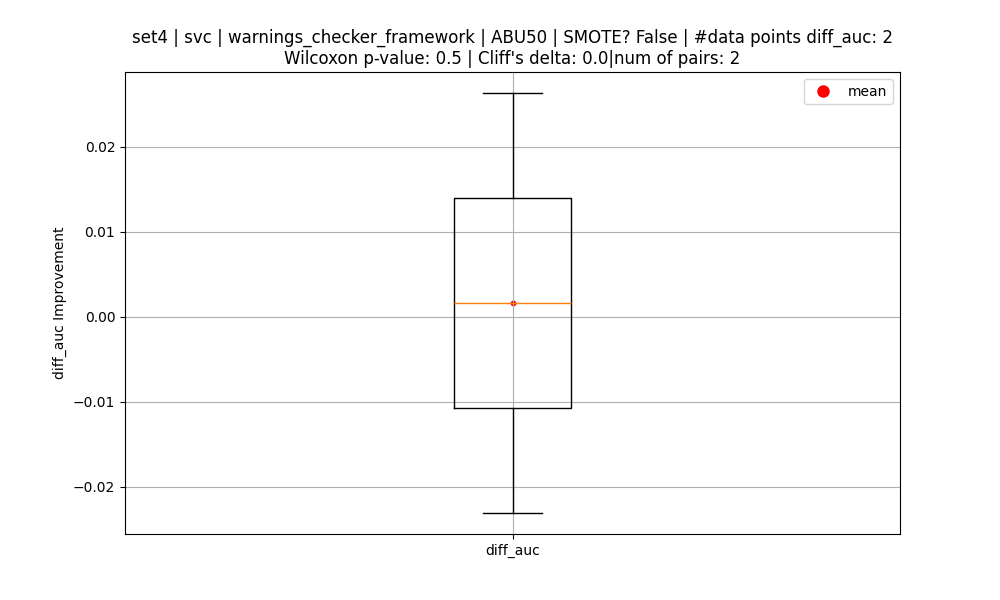 set4 | svc | warnings_checker_framework | ABU50 | SMOTE? False | #data points diff_auc: 2
Wilcoxon p-value: 0.5 | Cliff's delta: 0.0|num of pairs: 2
mean
0.02
0.01
0.00
−0.01
−0.02
diff_auc Improvement
diff_auc